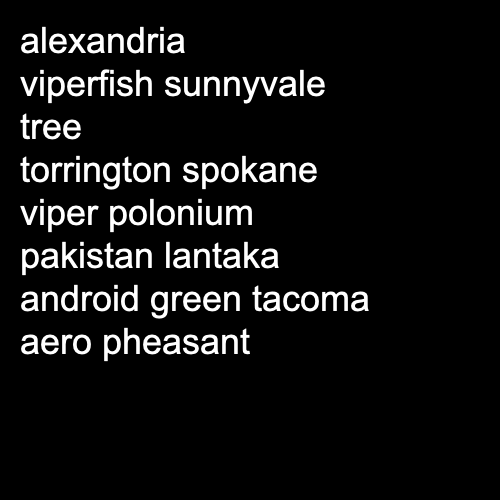 alexandria
viperfish sunnyvale
tree
torrington spokane
viper polonium
pakistan lantaka
android green tacoma
aero pheasant